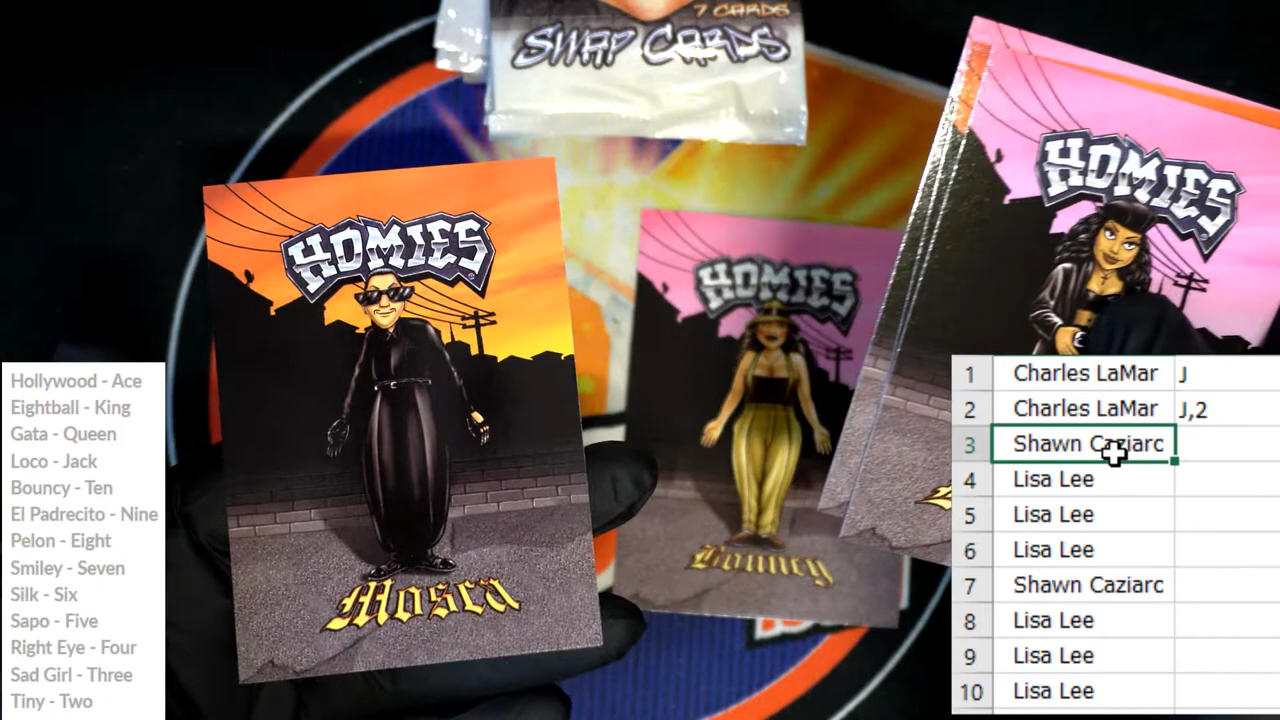 7 CARDS
SWAP CARDS
HOMIES
Mosca
HOMIES
Bouncy
HOMIES
Hollywood - Ace
Eightball - King
Gata - Queen
Loco - Jack
Bouncy - Ten
El Padrecito - Nine
Pelon - Eight
Smiley - Seven
Silk - Six
Sapo - Five
Right Eye - Four
Sad Girl - Three
Tiny - Two
1 Charles LaMar J
2 Charles LaMar J,2
3 Shawn Caziarc
4 Lisa Lee
5 Lisa Lee
6 Lisa Lee
7 Shawn Caziarc
8 Lisa Lee
9 Lisa Lee
10 Lisa Lee